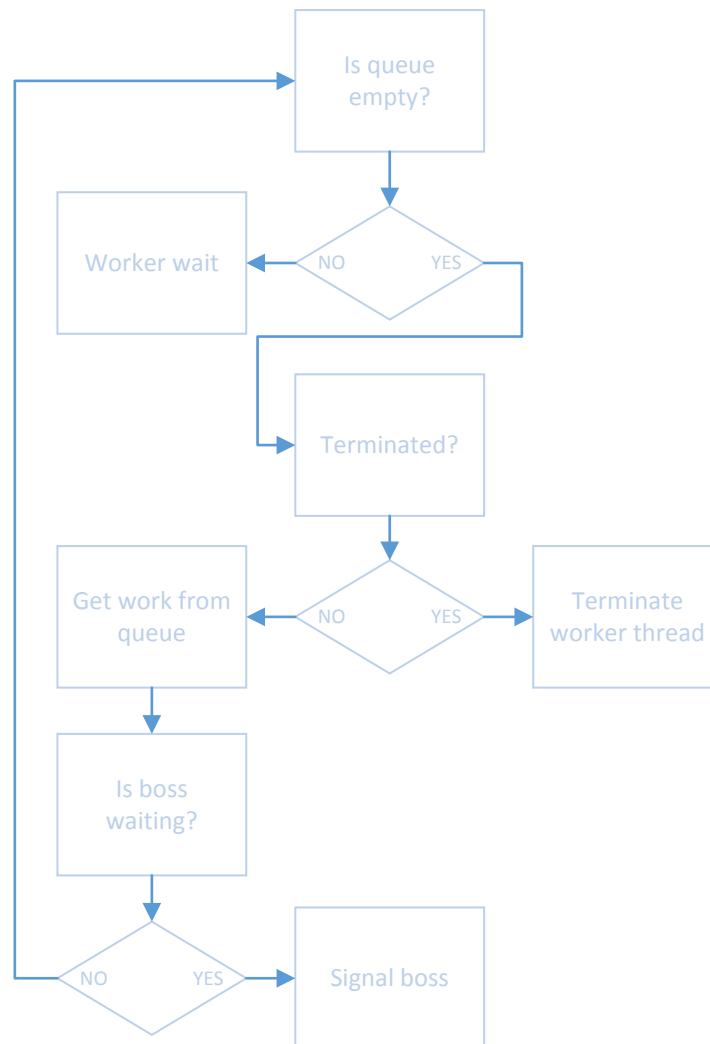 Is queue
empty?
Worker wait
NO
YES
Terminated?
Get work from
queue
NO
YES
Terminate
worker thread
Is boss
waiting?
NO
YES
Signal boss